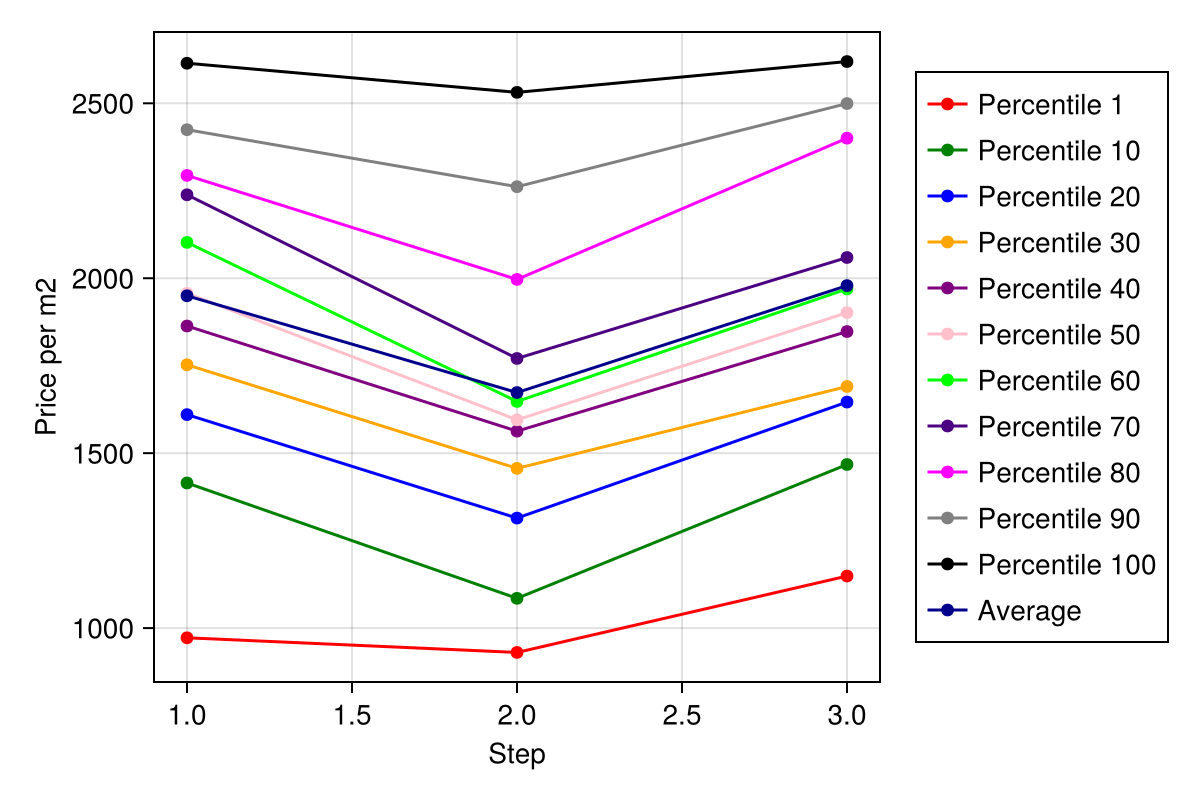 2500
2000
1500
1000
Price per m2
1.0 1.5 2.0 2.5 3.0
Step
Percentile 1
Percentile 10
Percentile 20
Percentile 30
Percentile 40
Percentile 50
Percentile 60
Percentile 70
Percentile 80
Percentile 90
Percentile 100
Average